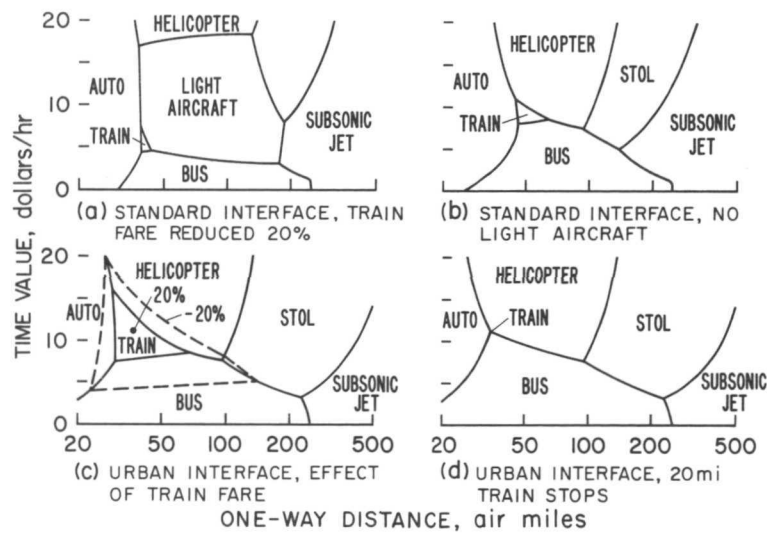 20
HELICOPTER
AUTO
LIGHT
AIRCRAFT
10
TRAIN
SUBSONIC
JET
BUS
0
(a) STANDARD INTERFACE, TRAIN
FARE REDUCED 20%
HELICOPTER
STOL
AUTO
TRAIN
SUBSONIC
JET
BUS
(b) STANDARD INTERFACE, NO
LIGHT AIRCRAFT
TIME VALUE, dollars/hr
20
HELICOPTER
20%
-20%
AUTO
STOL
10
TRAIN
SUBSONIC
JET
BUS
0
20 50 100 200 500
(c) URBAN INTERFACE, EFFECT
OF TRAIN FARE
HELICOPTER
AUTO
TRAIN
STOL
BUS
SUBSONIC
JET
20 50 100 200 500
(d) URBAN INTERFACE, 20mi
TRAIN STOPS
ONE-WAY DISTANCE, air miles